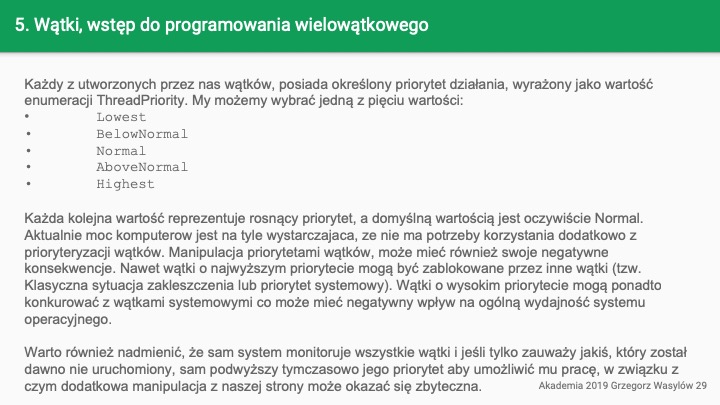 5. Wątki, wstęp do programowania wielowątkowego
Każdy z utworzonych przez nas wątków, posiada określony priorytet działania, wyrażony jako wartość
enumeracji ThreadPriority. My możemy wybrać jedną z pięciu wartości:
• Lowest
• BelowNormal
• Normal
• AboveNormal
• Highest
Każda kolejna wartość reprezentuje rosnący priorytet, a domyślną wartością jest oczywiście Normal.
Aktualnie moc komputerow jest na tyle wystarczajaca, ze nie ma potrzeby korzystania dodatkowo z
prioryteryzacji wątków. Manipulacja priorytetami wątków, może mieć również swoje negatywne
konsekwencje. Nawet wątki o najwyższym priorytecie mogą być zablokowane przez inne wątki (tzw.
Klasyczna sytuacja zakleszczenia lub priorytet systemowy). Wątki o wysokim priorytecie mogą ponadto
konkurować z wątkami systemowymi co może mieć negatywny wpływ na ogólną wydajność systemu
operacyjnego.
Warto również nadmienić, że sam system monitoruje wszystkie wątki i jeśli tylko zauważy jakiś, który został
dawno nie uruchomiony, sam podwyższy tymczasowo jego priorytet aby umożliwić mu pracę, w związku z
czym dodatkowa manipulacja z naszej strony może okazać się zbyteczna.
Akademia 2019 Grzegorz Wasylów 29